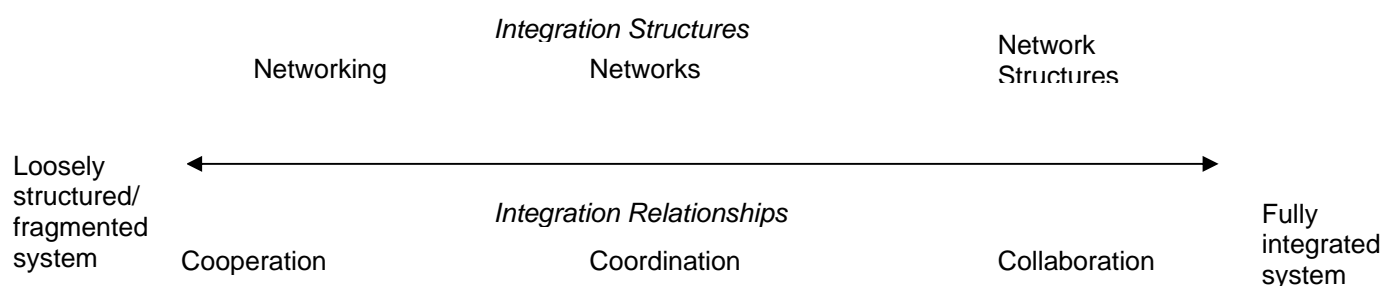 Integration Structures
Networking
Networks
Network
Structures
Loosely
structured/
fragmented
system
Integration Relationships
Cooperation
Coordination
Collaboration
Fully
integrated
system